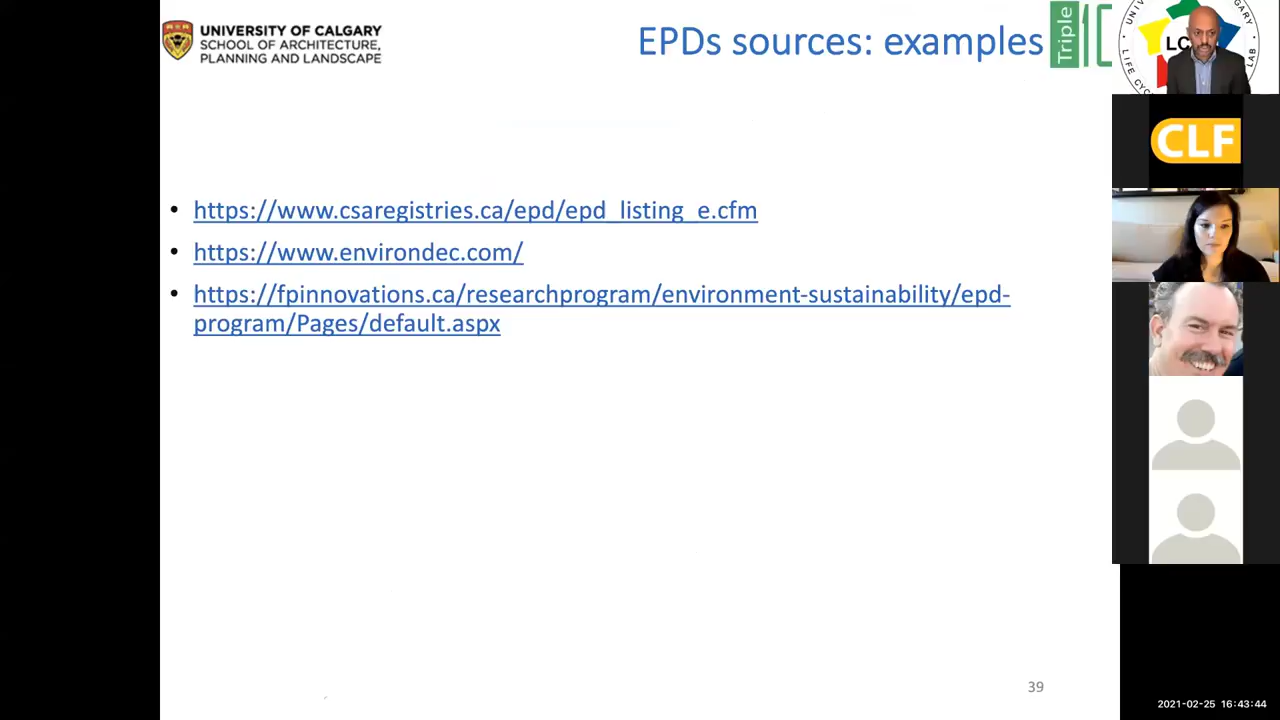 UNIVERSITY OF CALGARY
SCHOOL OF ARCHITECTURE,
PLANNING AND LANDSCAPE
EPDs sources: examples
Triple
CLF
• https://www.csaregistries.ca/epd/epd_listing_e.cfm
• https://www.environdec.com/
• https://fpinnovations.ca/researchprogram/environment-sustainability/epd-
program/Pages/default.aspx
39
2021-02-25 16:43:44